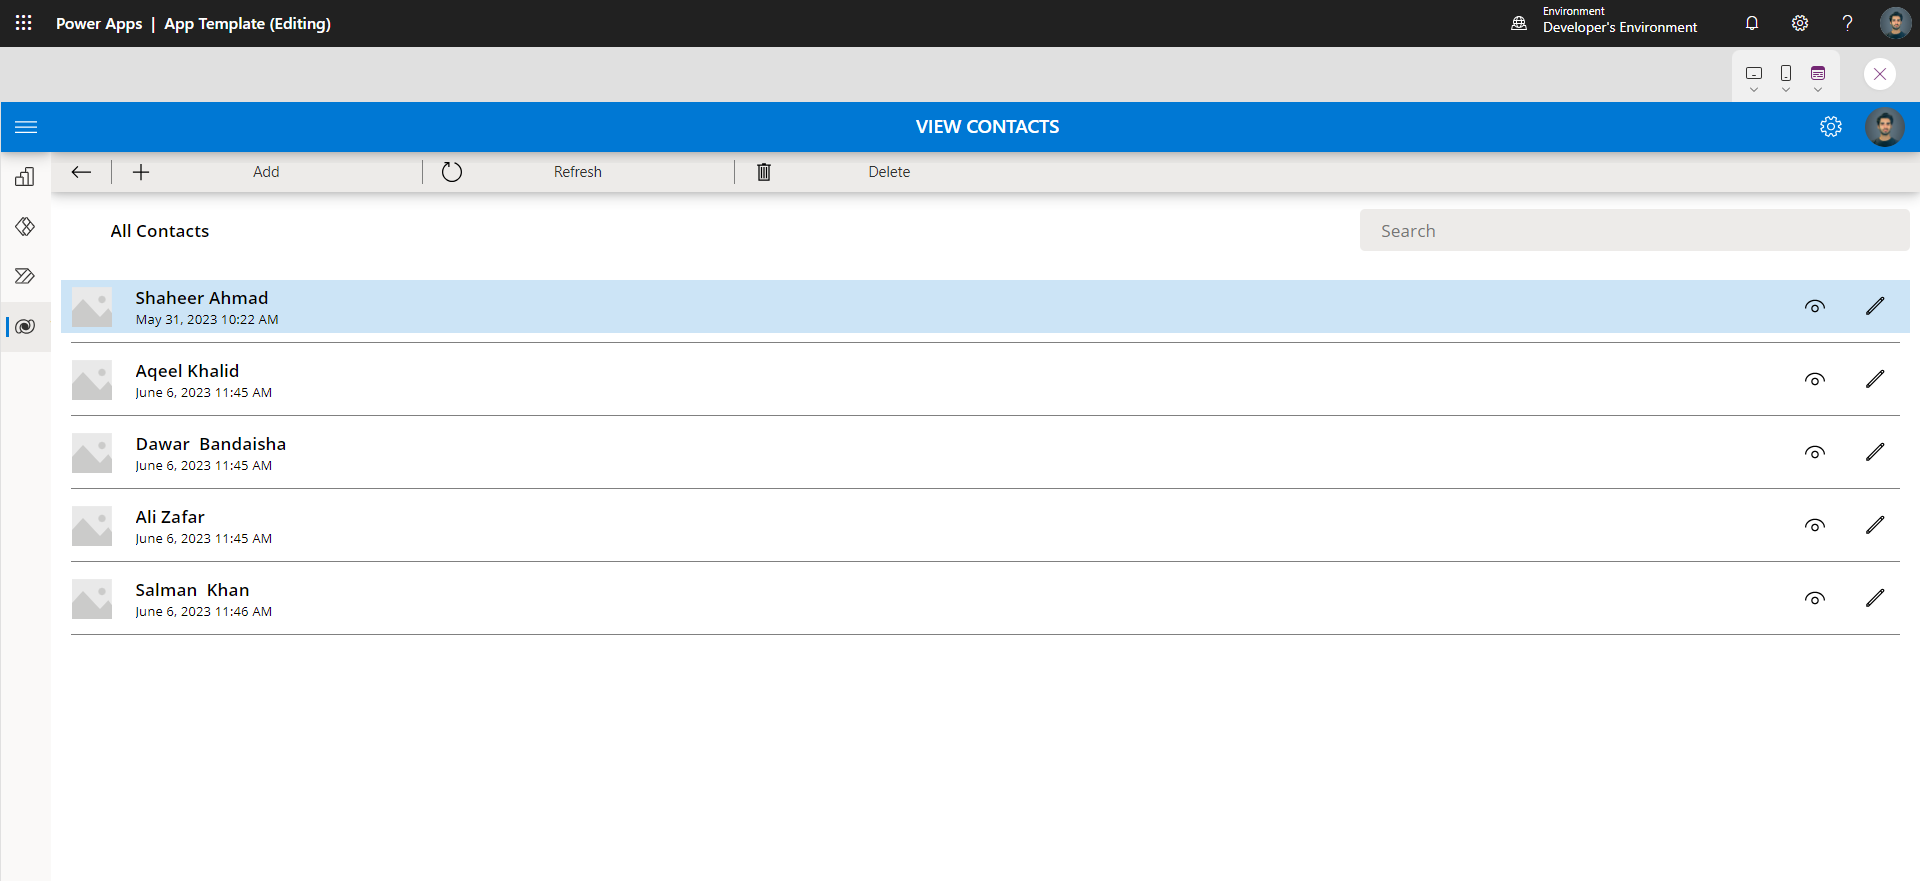 Power Apps | App Template (Editing)
Environment
Developer's Environment
VIEW CONTACTS
Add
Refresh
Delete
All Contacts
Search
Shaheer Ahmad
May 31, 2023 10:22 AM
Aqeel Khalid
June 6, 2023 11:45 AM
Dawar  Bandaisha
June 6, 2023 11:45 AM
Ali Zafar
June 6, 2023 11:45 AM
Salman  Khan
June 6, 2023 11:46 AM